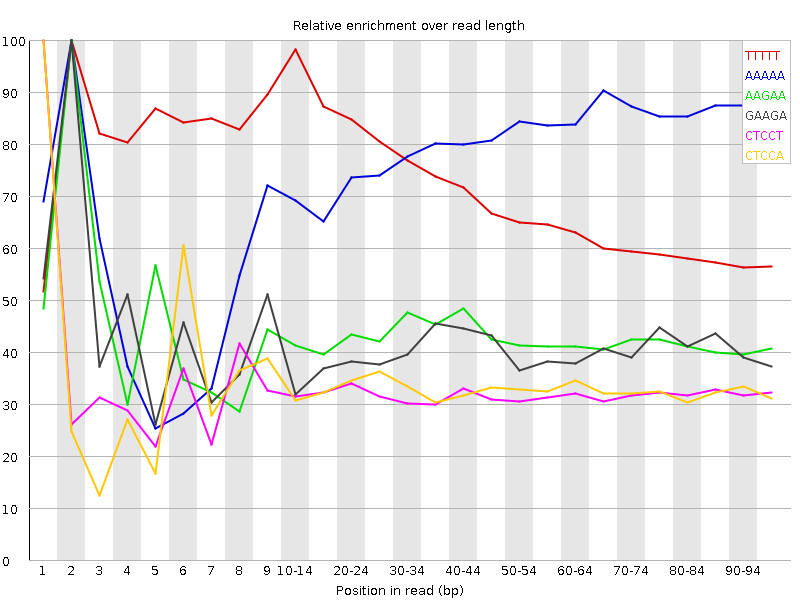 Relative enrichment over read length
100
90
80
70
60
50
40
30
20
10
0
TTTTT
AAAAA
AAGAA
GAAGA
CTCCT
CTCCA
1 2 3 4 5 6 7 8 9 10-14 20-24 30-34 40-44 50-54 60-64 70-74 80-84 90-94
Position in read (bp)